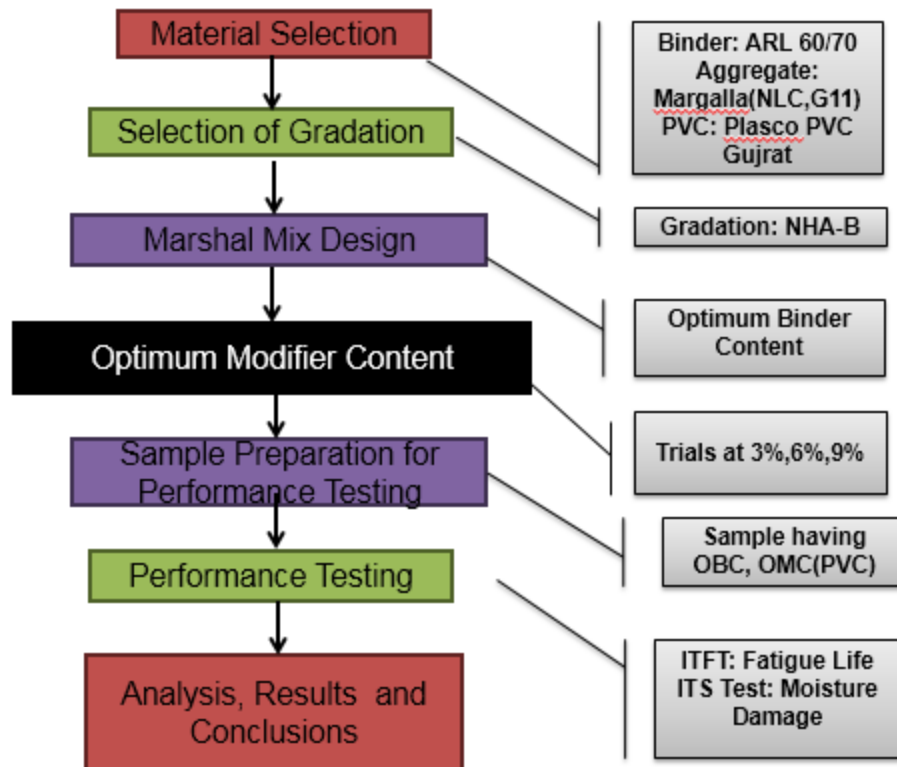 Material Selection
Binder: ARL 60/70
Aggregate:
Margalla(NLC,G11)
PVC: Plasco PVC
Gujrat
Selection of Gradation
Gradation: NHA-B
Marshal Mix Design
Optimum Binder
Content
Optimum Modifier Content
Trials at 3%,6%,9%
Sample Preparation for
Performance Testing
Sample having
OBC, OMC(PVC)
Performance Testing
ITFT: Fatigue Life
ITS Test: Moisture
Damage
Analysis, Results and
Conclusions